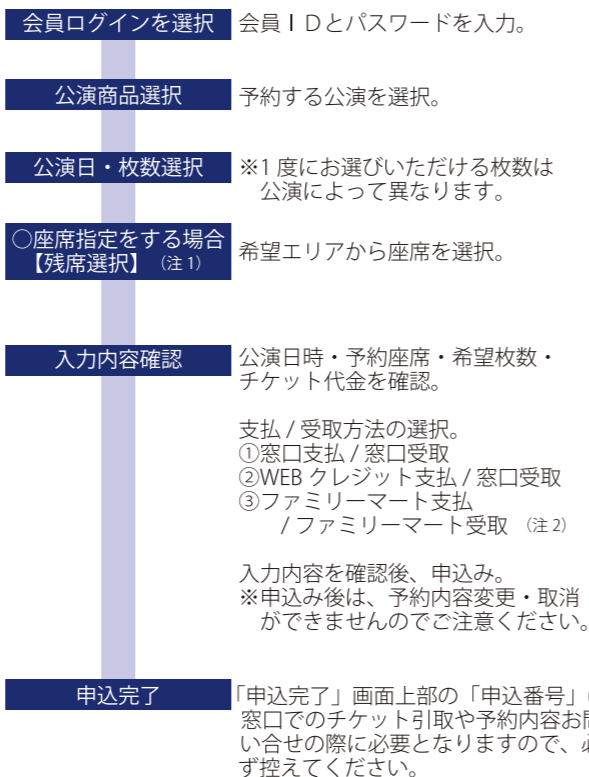 会員ログインを選択
会員ＩＤとパスワードを入力。
公演商品選択
予約する公演を選択。
公演日・枚数選択
※1度にお選びいただける枚数は
公演によって異なります。
○座席指定をする場合
【残席選択】（注1）
希望エリアから座席を選択。
入力内容確認
公演日時・予約座席・希望枚数・
チケット代金を確認。
支払 / 受取方法の選択。
①窓口支払 / 窓口受取
②WEB クレジット支払 / 窓口受取
③ファミリーマート支払
/ ファミリーマート受取（注2）
入力内容を確認後、申込み。
※申込み後は、予約内容変更・取消
ができませんのでご注意ください。
申込完了
「申込完了」画面上部の「申込番号」
窓口でのチケット引取や予約内容お
い合せの際に必要となりますので、
ず控えてください。